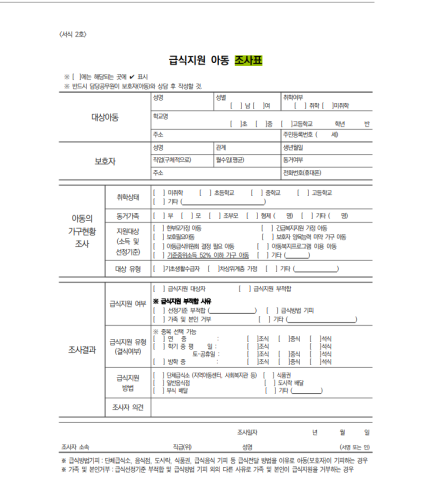 <서식 2호>
급식지원 아동 조사표
※ [ ]에는 해당되는 곳에 ✔ 표시
※ 반드시 담당공무원이 보호자(아동)와 상담 후 작성할 것.
대상아동
성명
성별
[ ] 남 [ ]여
취학여부
[ ] 취학 [ ]미취학
학교명
[ ]초 [ ]중 [ ]고등학교 학년 반
주소
주민등록번호 ( 세)
보호자
성명
관계
생년월일
직업(구체적으로)
월수입(평균)
동거여부
주소
전화번호(휴대폰)
아동의
가구현황
조사
취학상태
[ ] 미취학 [ ] 초등학교 [ ] 중학교 [ ] 고등학교
[ ] 기타 ( )
동거가족
[ ] 부 [ ] 모 [ ] 조부모 [ ] 형제 ( 명) [ ] 기타 ( 명)
지원대상
(소득 및
선정기준)
[ ] 한부모가정 아동 [ ] 긴급복지지원 가정 아동
[ ] 보호필요아동 [ ] 보호자 양육능력 미약 가구 아동
[ ] 아동급식위원회 결정 필요 아동 [ ] 아동복지프로그램 이용 아동
[ ] 기준중위소득 52% 이하 가구 아동 [ ] 기타 ( )
대상 유형
[ ]기초생활수급자 [ ]차상위계층 가정 [ ] 기타 ( )
조사결과
급식지원 여부
[ ] 급식지원 대상자 [ ] 급식지원 부적합
※ 급식지원 부적합 사유
[ ] 선정기준 부적합 ( ) [ ] 급식방법 기피
[ ] 가족 및 본인 거부 [ ] 기타 ( )
급식지원 유형
(결식여부)
※ 중복 선택 가능
[ ] 연 중 : [ ]조식 [ ]중식 [ ]석식
[ ] 학기 중 평 일 : [ ]조식 [ ]석식
토·공휴일 : [ ]조식 [ ]중식 [ ]석식
[ ] 방학 중 : [ ]조식 [ ]중식 [ ]석식
급식지원
방법
[ ] 단체급식소 (지역아동센터, 사회복지관 등) [ ] 식품권
[ ] 일반음식점 [ ] 도시락 배달
[ ] 부식 배달 [ ] 기타 ( )
조사자 의견
조사일자 년 월 일
조사자 소속 직급(위) 성명 (서명 또는 인)
※ 급식방법기피 : 단체급식소, 음식점, 도시락, 식품권, 급식음식 기피 등 급식전달 방법을 이유로 아동(보호자)이 기피하는 경우
※ 가족 및 본인거부 : 급식선정기준 부적합 및 급식방법 기피 외의 다른 사유로 가족 및 본인이 급식지원을 거부하는 경우